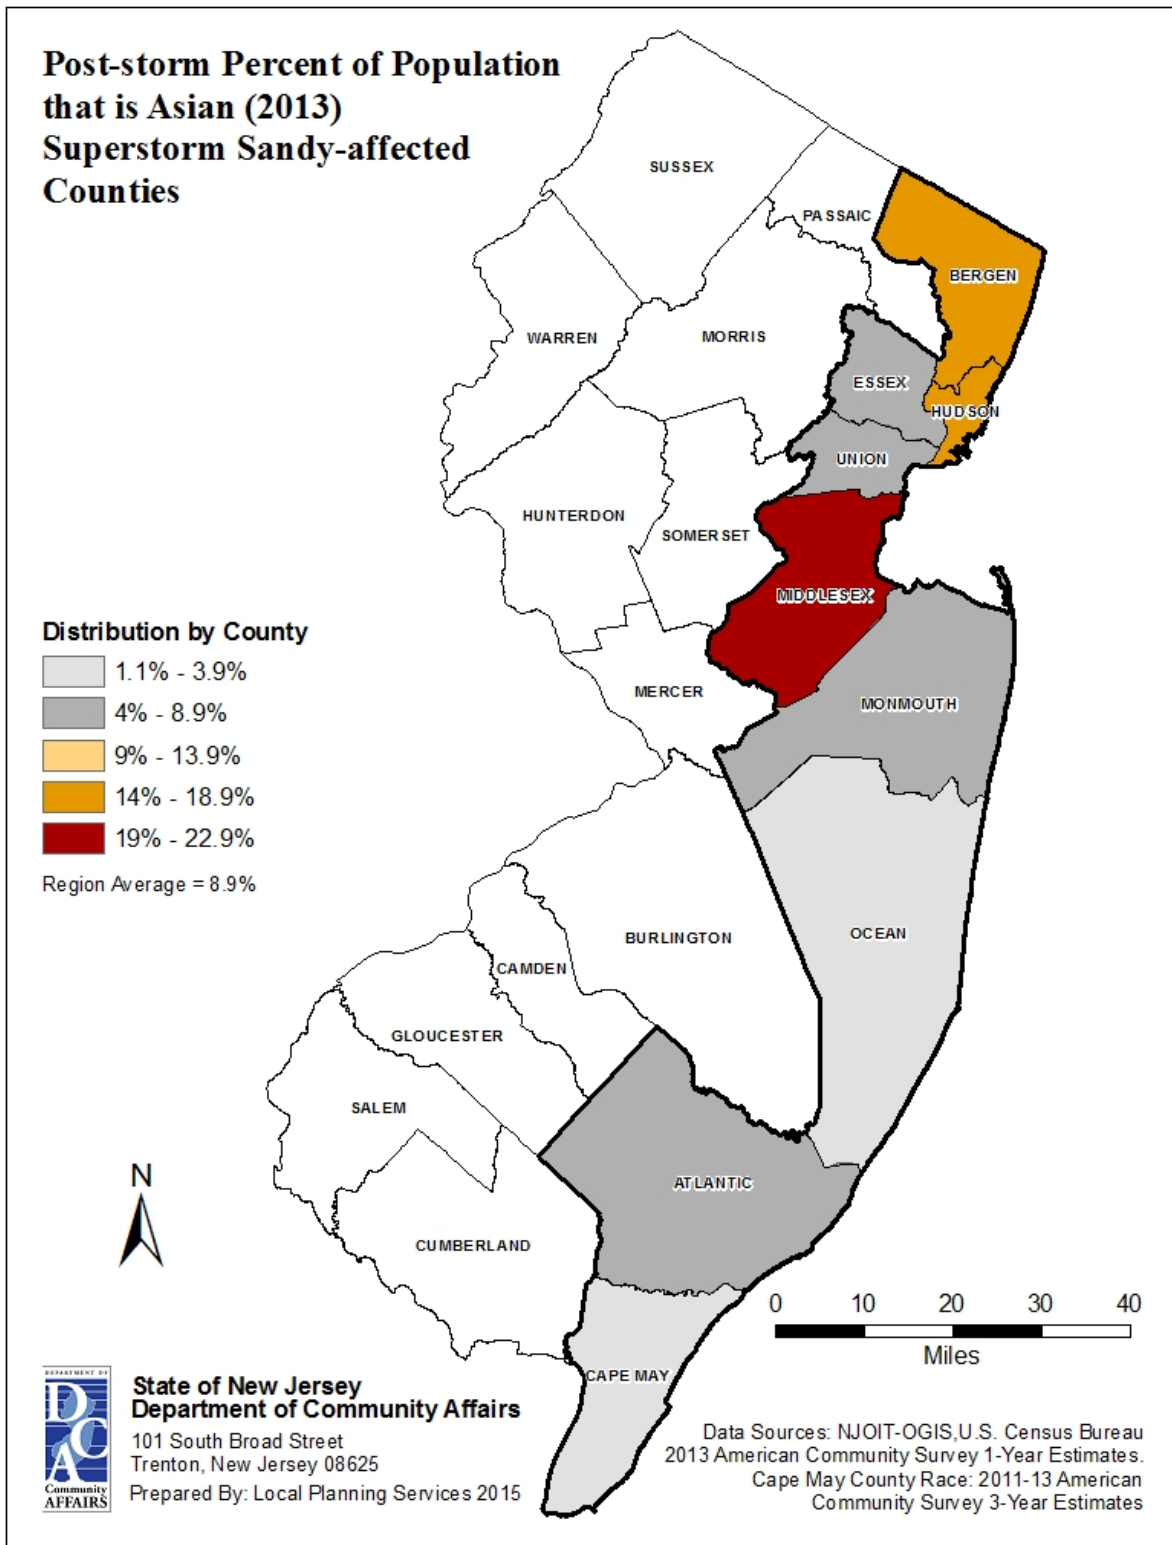 Post-storm Percent of Population
that is Asian (2013)
Superstorm Sandy-affected
Counties
SUSSEX
PASSAIC
BERGEN
WARREN
MORRIS
ESSEX
HUDSON
UNION
HUNTERDON
SOMERSET
MIDDLESEX
MERCER
MONMOUTH
Distribution by County
1.1% - 3.9%
4% - 8.9%
9% - 13.9%
14% - 18.9%
19% - 22.9%
Region Average = 8.9%
OCEAN
BURLINGTON
CAMDEN
GLOUCESTER
SALEM
ATLANTIC
CUMBERLAND
CAPE MAY
N
0 10 20 30 40
Miles
DEPARTMENT OF
DCA
Community
AFFAIRS
State of New Jersey
Department of Community Affairs
101 South Broad Street
Trenton, New Jersey 08625
Prepared By: Local Planning Services 2015
Data Sources: NJOIT-OGIS,U.S. Census Bureau
2013 American Community Survey 1-Year Estimates.
Cape May County Race: 2011-13 American
Community Survey 3-Year Estimates